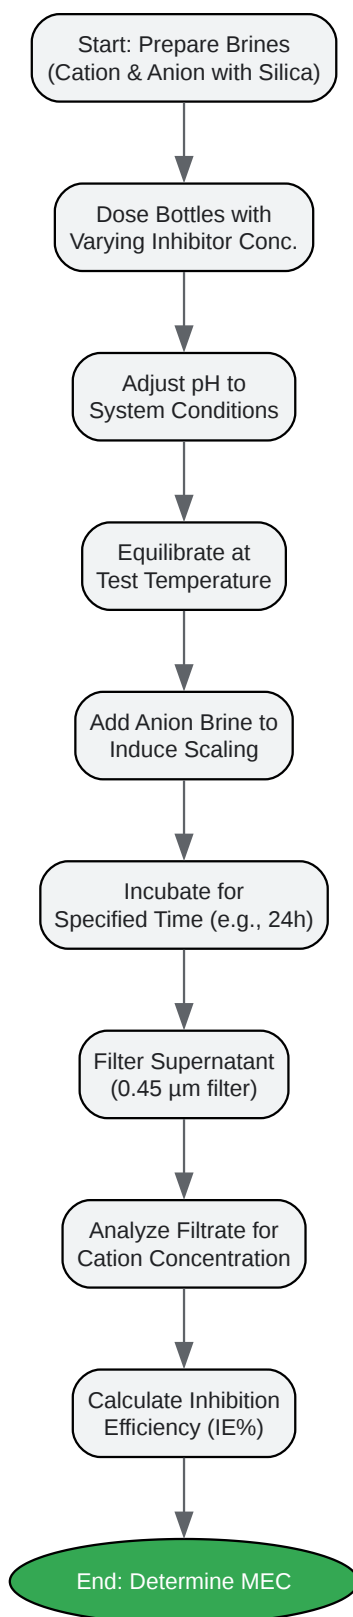 Start: Prepare Brines
(Cation & Anion with Silica)
Dose Bottles with
Varying Inhibitor Conc.
Adjust pH to
System Conditions
Equilibrate at
Test Temperature
Add Anion Brine to
Induce Scaling
Incubate for
Specified Time (e.g., 24h)
Filter Supernatant
(0.45 µm filter)
Analyze Filtrate for
Cation Concentration
Calculate Inhibition
Efficiency (IE%)
End: Determine MEC